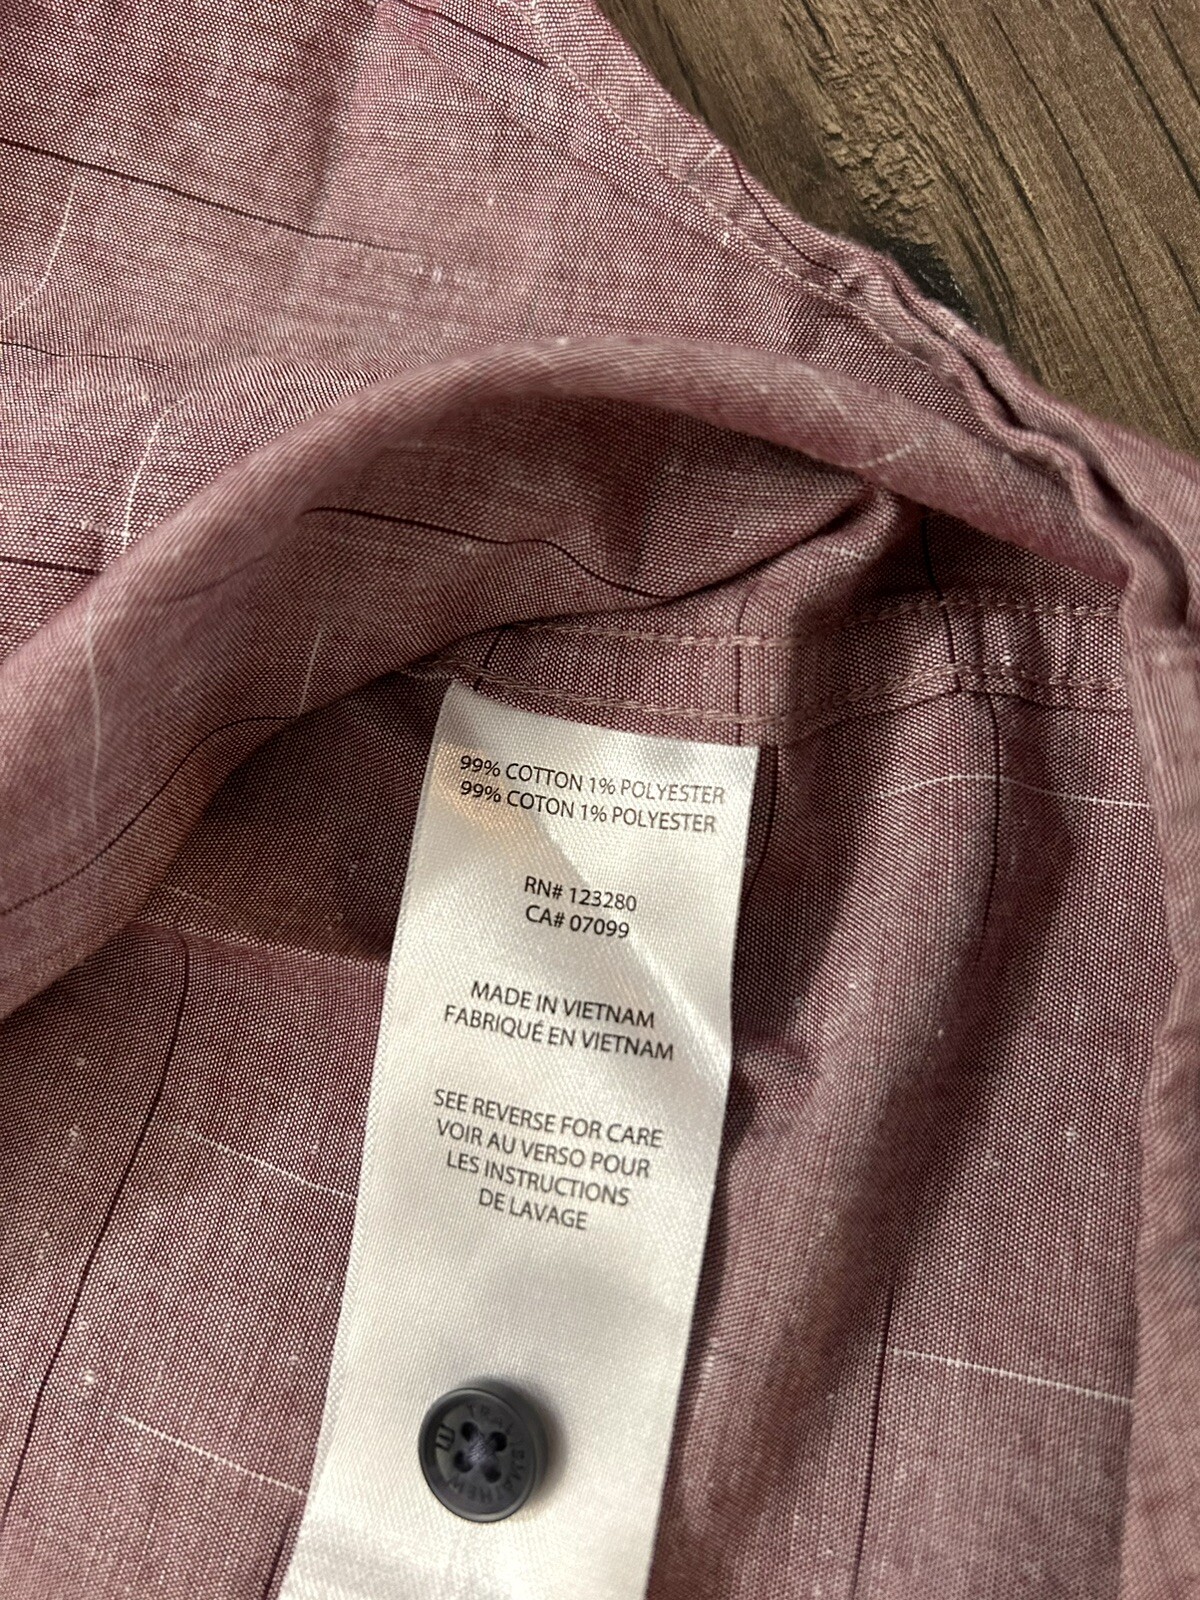 99% COTTON 1% POLYESTER
99% COTON 1% POLYESTER
RN# 123280
CA# 07099
MADE IN VIETNAM
FABRIQUÉ EN VIETNAM
SEE REVERSE FOR CARE
VOIR AU VERSO POUR
LES INSTRUCTIONS
DE LAVAGE
TRAVISMATHEW